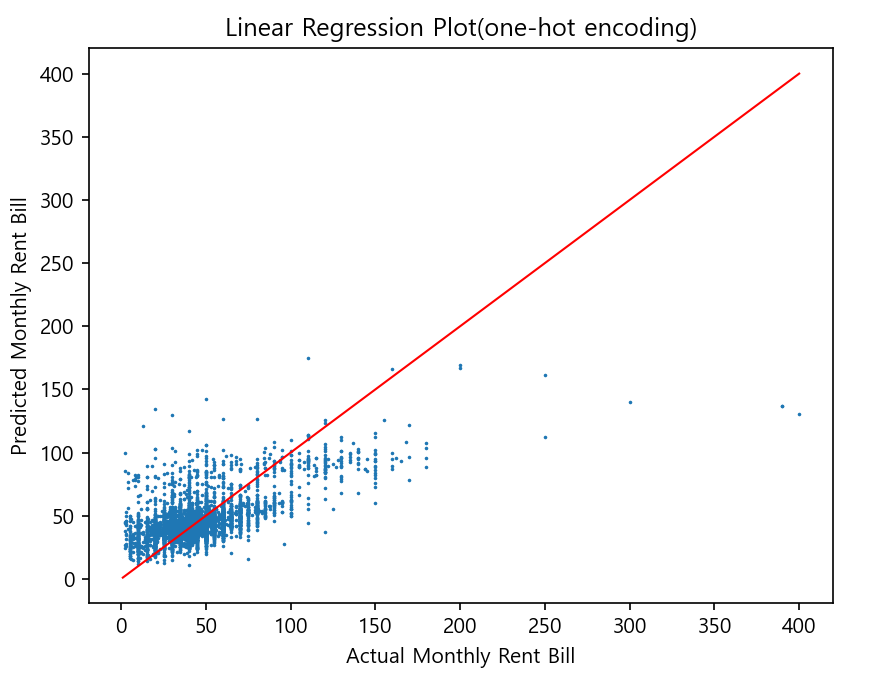 Linear Regression Plot(one-hot encoding)
400
350
300
250
200
150
100
50
0
Predicted Monthly Rent Bill
0 50 100 150 200 250 300 350 400
Actual Monthly Rent Bill